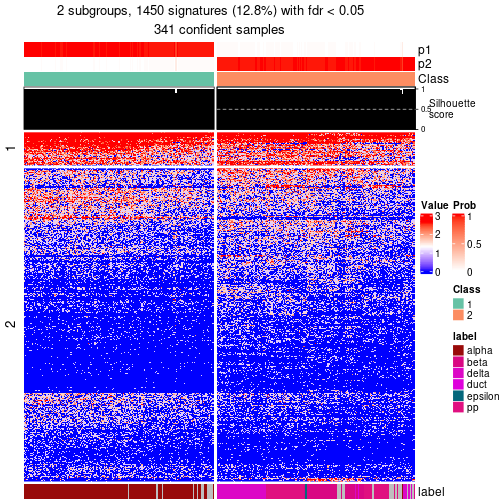 2 subgroups, 1450 signatures (12.8%) with fdr < 0.05
341 confident samples
p1
p2
Class
1
0.5
0
Silhouette
score
1
2
Value
3
2
1
0
Prob
1
0.5
0
Class
1
2
label
alpha
beta
delta
duct
epsilon
pp
label